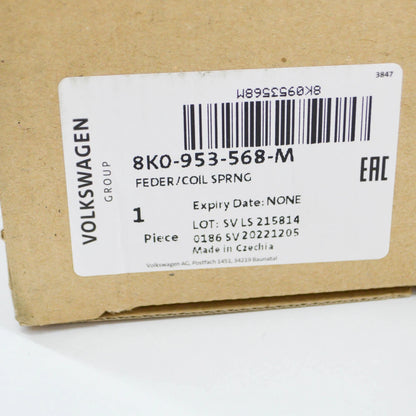 3847
8K0953568M
VOLKSWAGEN
GROUP
8K0-953-568-M
FEDER/COIL SPRNG
EAC
1
Piece
Expiry Date: NONE
LOT: SV LS 215814
0186 SV 20221205
Made in Czechia
Volkswagen AG, Postfach 1451, 34219 Baunatal